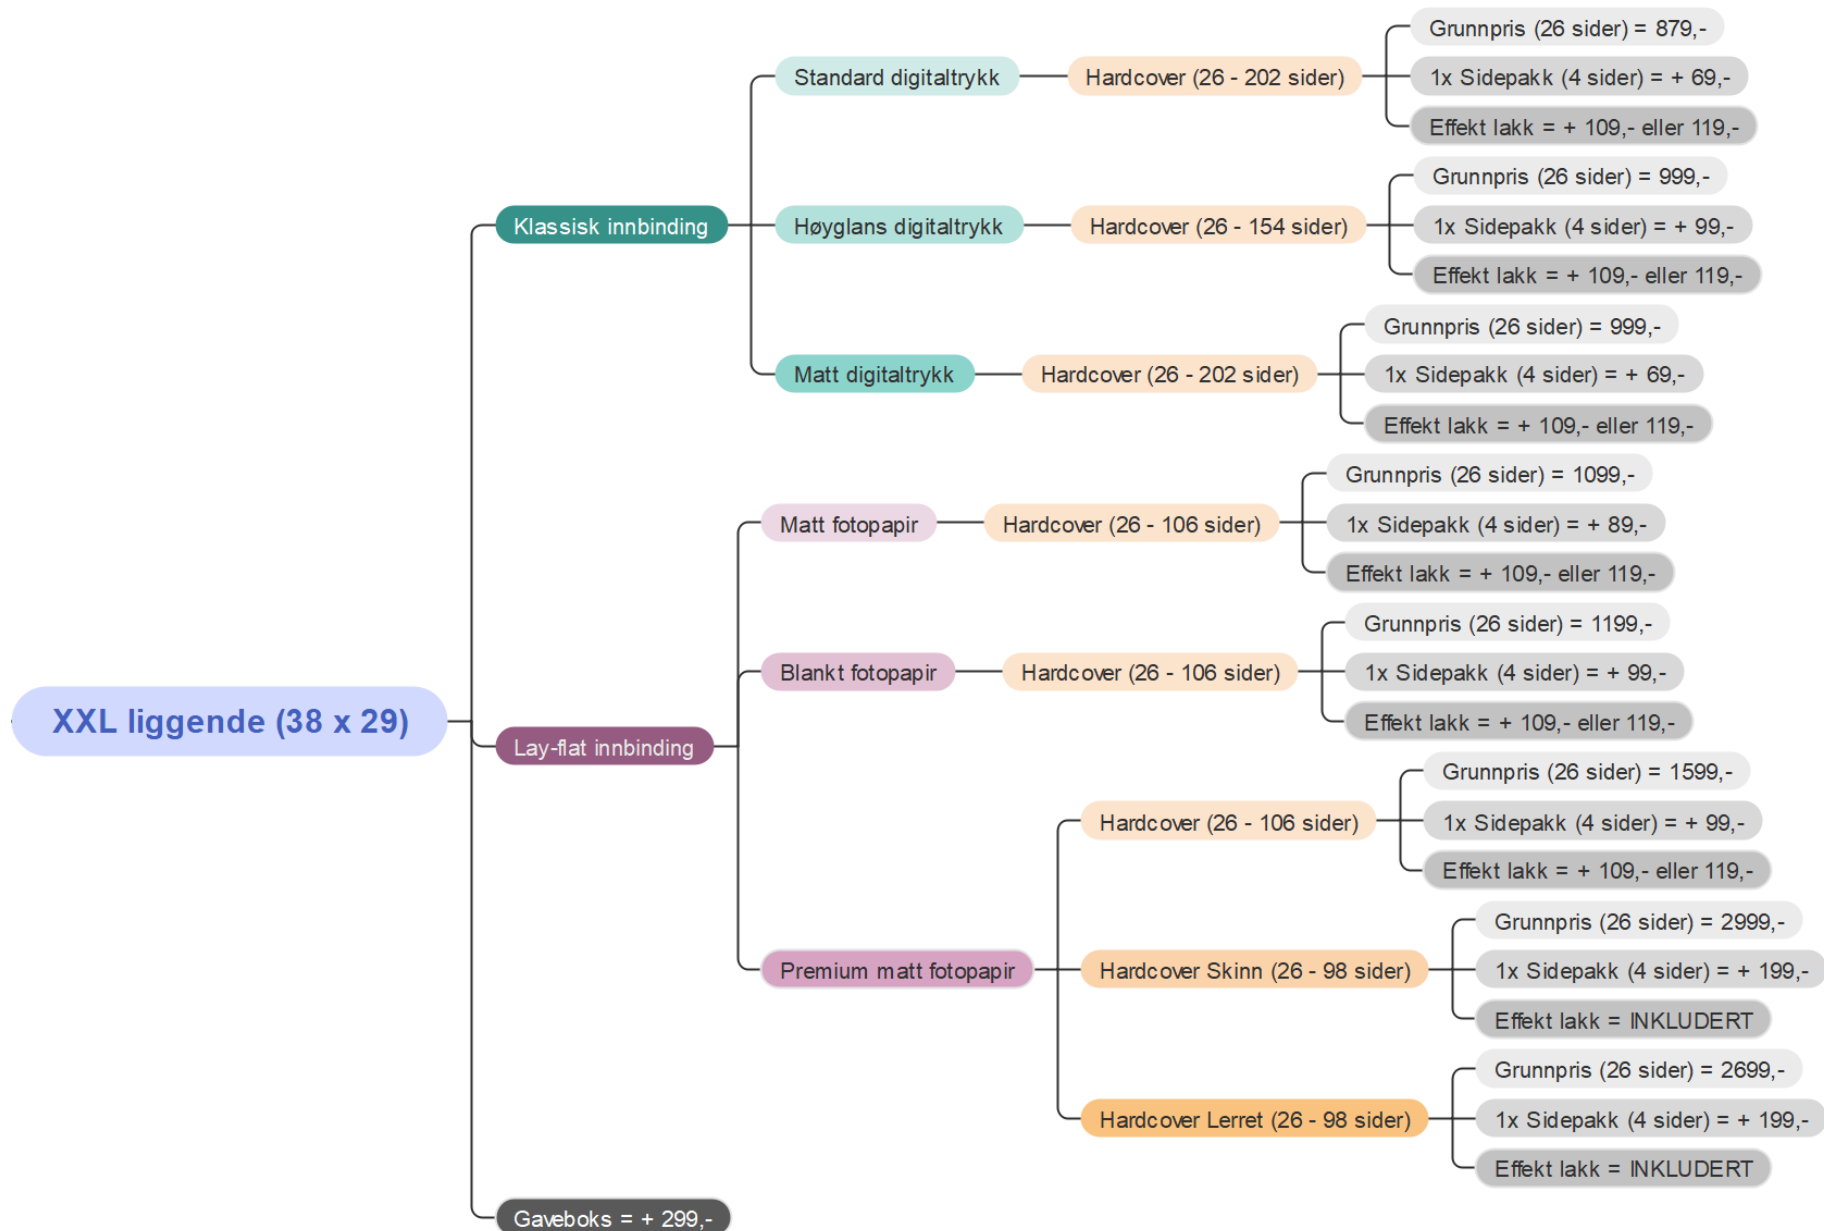 XXL liggende (38 x 29)
Klassisk innbinding
Standard digitaltrykk
Hardcover (26 - 202 sider)
Grunnpris (26 sider) = 879,-
1x Sidepakk (4 sider) = + 69,-
Effekt lakk = + 109,- eller 119,-
Høyglans digitaltrykk
Hardcover (26 - 154 sider)
Grunnpris (26 sider) = 999,-
1x Sidepakk (4 sider) = + 99,-
Effekt lakk = + 109,- eller 119,-
Matt digitaltrykk
Hardcover (26 - 202 sider)
Grunnpris (26 sider) = 999,-
1x Sidepakk (4 sider) = + 69,-
Effekt lakk = + 109,- eller 119,-
Lay-flat innbinding
Matt fotopapir
Hardcover (26 - 106 sider)
Grunnpris (26 sider) = 1099,-
1x Sidepakk (4 sider) = + 89,-
Effekt lakk = + 109,- eller 119,-
Blankt fotopapir
Hardcover (26 - 106 sider)
Grunnpris (26 sider) = 1199,-
1x Sidepakk (4 sider) = + 99,-
Effekt lakk = + 109,- eller 119,-
Premium matt fotopapir
Hardcover (26 - 106 sider)
Grunnpris (26 sider) = 1599,-
1x Sidepakk (4 sider) = + 99,-
Effekt lakk = + 109,- eller 119,-
Hardcover Skinn (26 - 98 sider)
Grunnpris (26 sider) = 2999,-
1x Sidepakk (4 sider) = + 199,-
Effekt lakk = INKLUDERT
Hardcover Lerret (26 - 98 sider)
Grunnpris (26 sider) = 2699,-
1x Sidepakk (4 sider) = + 199,-
Effekt lakk = INKLUDERT
Gaveboks = + 299,-